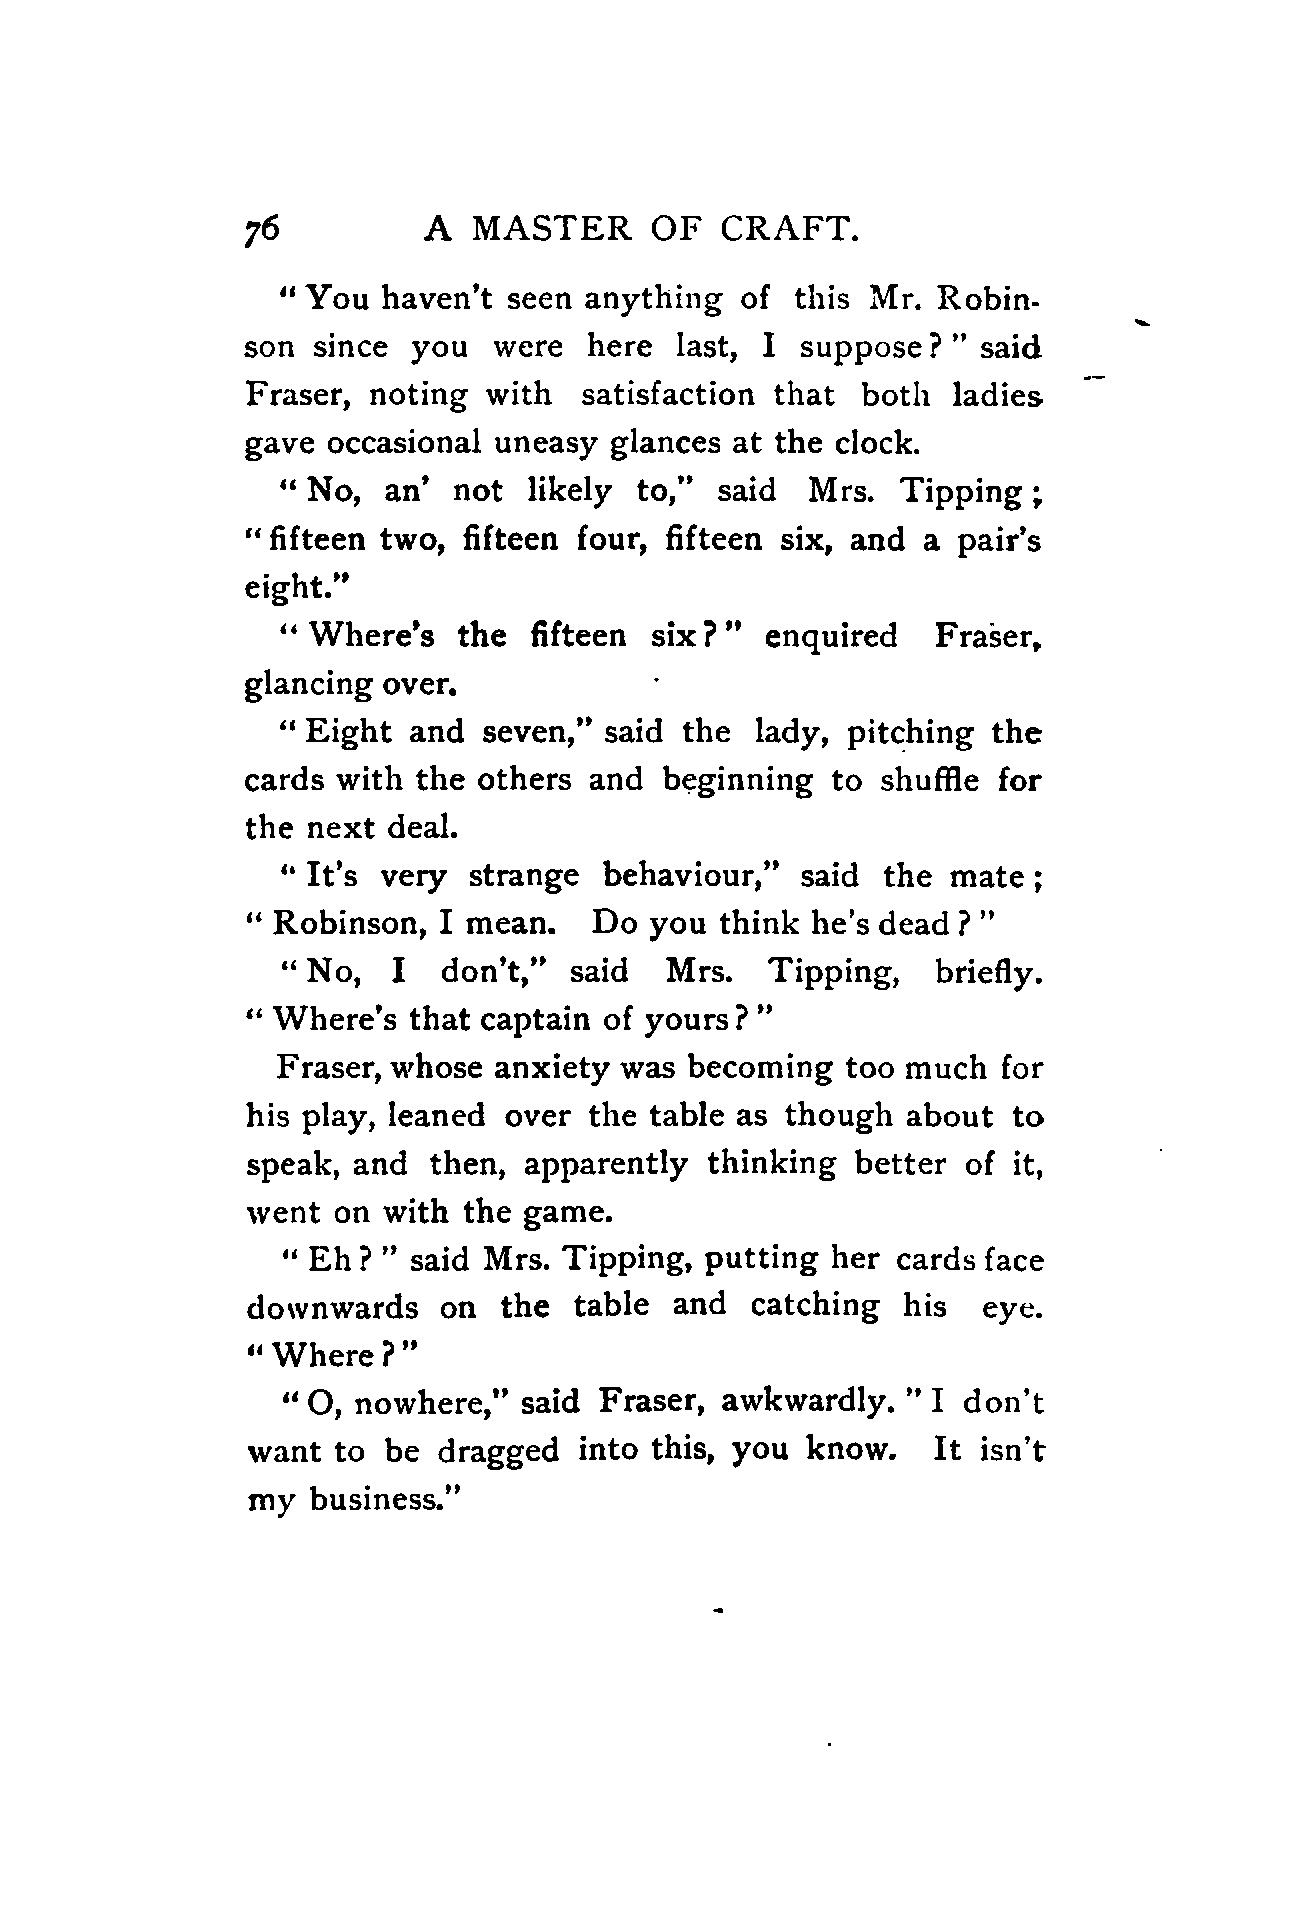 76 A MASTER OF CRAFT.
" You haven't seen anything of this Mr. Robin-
son since you were here last, I suppose ? " said
Fraser, noting with satisfaction that both ladies
gave occasional uneasy glances at the clock.
" No, an' not likely to," said Mrs. Tipping ;
" fifteen two, fifteen four, fifteen six, and a pair's
eight."
" Where's the fifteen six ? " enquired Fraser,
glancing over.
" Eight and seven," said the lady, pitching the
cards with the others and beginning to shuffle for
the next deal.
" It's very strange behaviour," said the mate ;
" Robinson, I mean. Do you think he's dead ? "
" No, I don't," said Mrs. Tipping, briefly.
" Where's that captain of yours ? "
Fraser, whose anxiety was becoming too much for
his play, leaned over the table as though about to
speak, and then, apparently thinking better of it,
went on with the game.
" Eh ? " said Mrs. Tipping, putting her cards face
downwards on the table and catching his eye.
" Where ? "
" O, nowhere," said Fraser, awkwardly. " I don't
want to be dragged into this, you know. It isn't
my business."